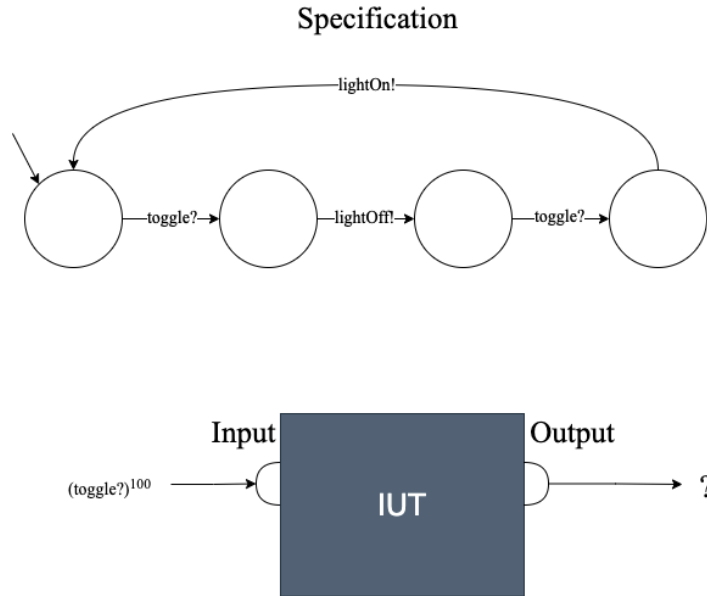 Specification
lightOn!
toggle? lightOff! toggle?
Input Output
(toggle?)¹⁰⁰ IUT ?